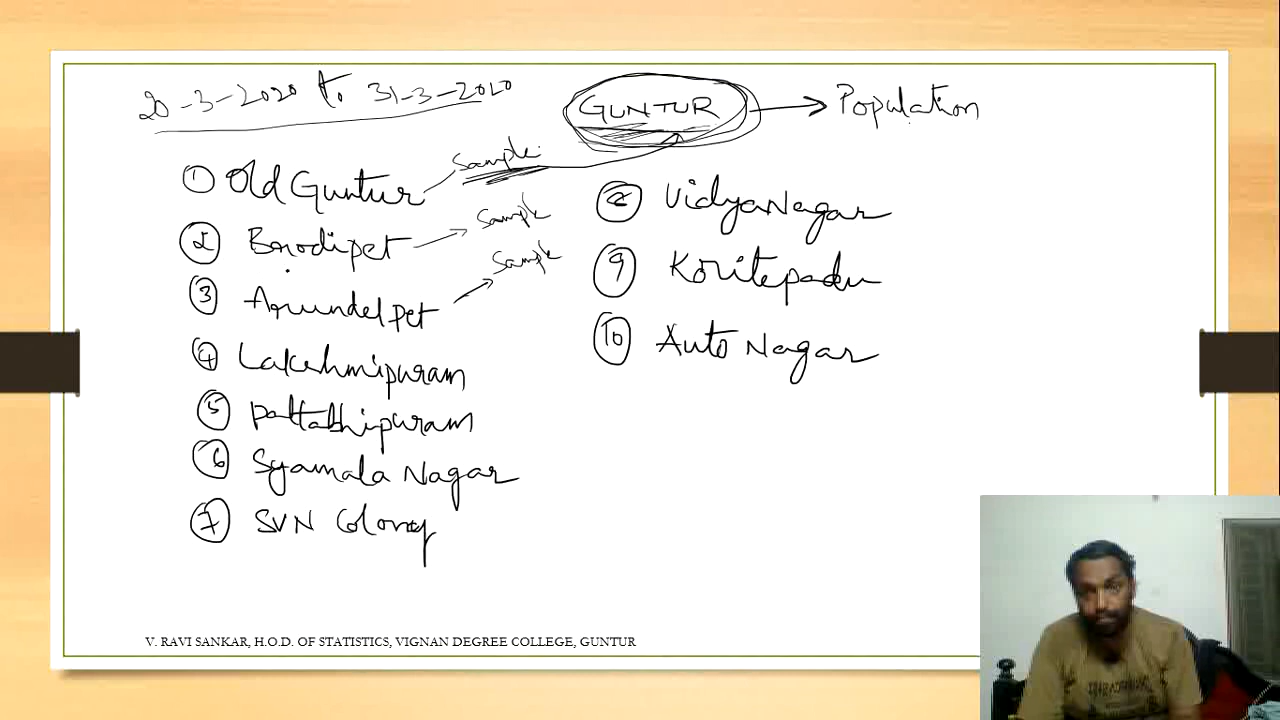 20-3-2020 to 31-3-2020
GUNTUR → Population
① Old Guntur Sample
② Brodipet → Sample
③ Arundelpet → Sample
④ Lakshmipuram
⑤ Pattabhipuram
⑥ Syamala Nagar
⑦ SVN Colony
⑧ Vidya Nagar
⑨ Koritepadu
⑩ Auto Nagar
V. RAVI SANKAR, H.O.D. OF STATISTICS, VIGNAN DEGREE COLLEGE, GUNTUR